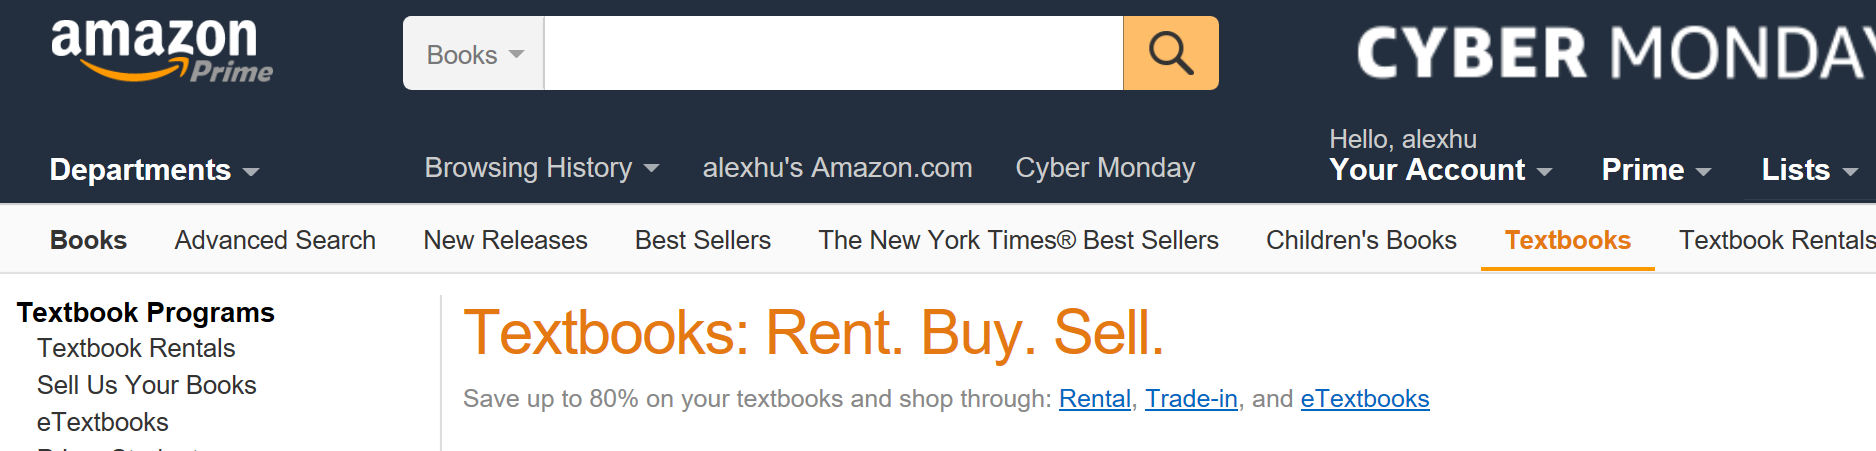 amazon
Prime
Books
CYBER MONDAY
Hello, alexhu
Departments
Browsing History
alexhu's Amazon.com
Cyber Monday
Your Account
Prime
Lists
Books
Advanced Search
New Releases
Best Sellers
The New York Times® Best Sellers
Children's Books
Textbooks
Textbook Rentals
Textbook Programs
Textbook Rentals
Sell Us Your Books
eTextbooks
Textbooks: Rent. Buy. Sell.
Save up to 80% on your textbooks and shop through: Rental, Trade-in, and eTextbooks